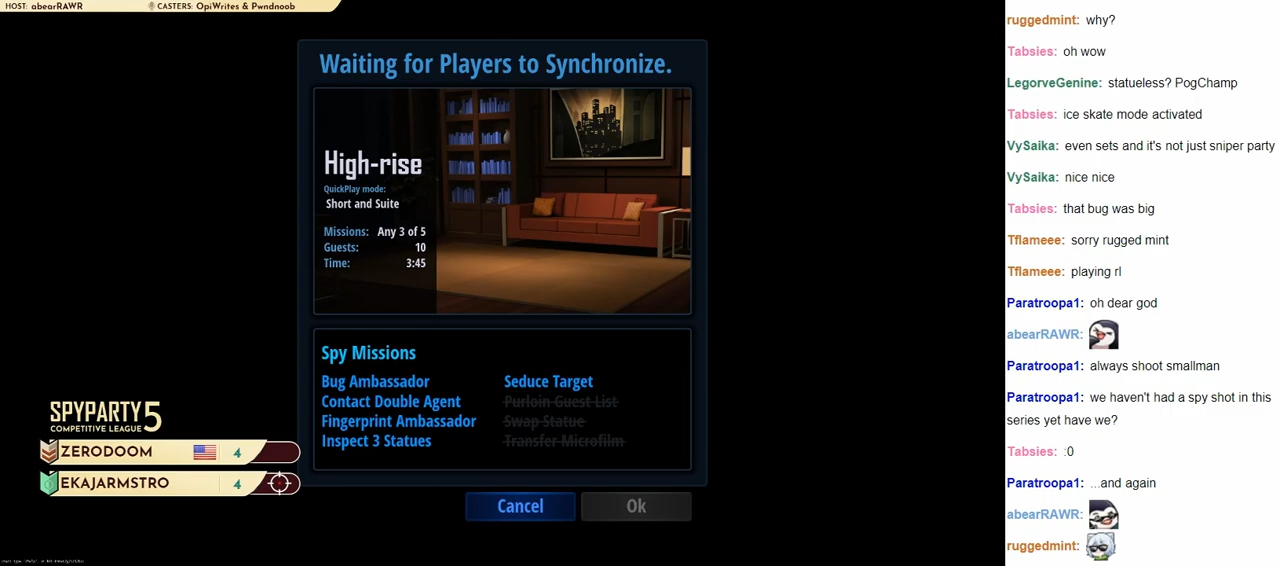 HOST: abearRAWR
CASTERS: OpiWrites & Pwndnoob
Waiting for Players to Synchronize.
High-rise
QuickPlay mode:
Short and Suite
Missions: Any 3 of 5
Guests: 10
Time: 3:45
Spy Missions
Bug Ambassador
Contact Double Agent
Fingerprint Ambassador
Inspect 3 Statues
Seduce Target
Purloin Guest List
Swap Statue
Transfer Microfilm
Cancel
Ok
SPYPARTY 5
COMPETITIVE LEAGUE
ZERODOOM 4
EKAJARMSTRO 4
ruggedmint: why?
Tabsies: oh wow
LegorveGenine: statueless? PogChamp
Tabsies: ice skate mode activated
VySaika: even sets and it's not just sniper party
VySaika: nice nice
Tabsies: that bug was big
Tflameee: sorry rugged mint
Tflameee: playing rl
Paratroopa1: oh dear god
abearRAWR:
Paratroopa1: always shoot smallman
Paratroopa1: we haven't had a spy shot in this
series yet have we?
Tabsies: :0
Paratroopa1: ...and again
abearRAWR:
ruggedmint: